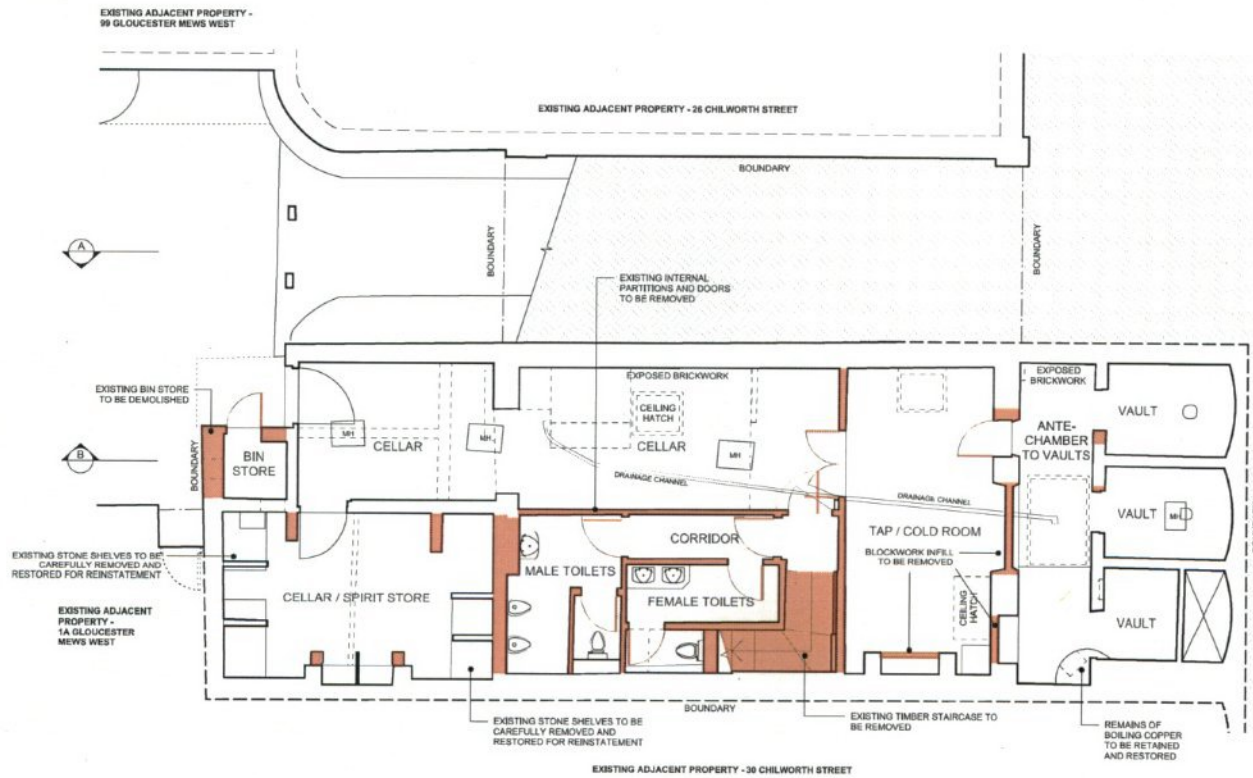 EXISTING ADJACENT PROPERTY -
99 GLOUCESTER MEWS WEST
EXISTING ADJACENT PROPERTY - 26 CHILWORTH STREET
BOUNDARY
A
BOUNDARY
BOUNDARY
EXISTING INTERNAL
PARTITIONS AND DOORS
TO BE REMOVED
EXISTING BIN STORE
TO BE DEMOLISHED
EXPOSED BRICKWORK
EXPOSED
BRICKWORK
CEILING
HATCH
MH
MH
MH
CELLAR
CELLAR
ANTE-
CHAMBER
TO VAULTS
VAULT
B
BOUNDARY
BIN
STORE
DRAINAGE CHANNEL
DRAINAGE CHANNEL
VAULT
MH
TAP / COLD ROOM
CORRIDOR
EXISTING STONE SHELVES TO BE
CAREFULLY REMOVED AND
RESTORED FOR REINSTATEMENT
BLOCKWORK INFILL
TO BE REMOVED
MALE TOILETS
CELLAR / SPIRIT STORE
FEMALE TOILETS
CEILING
HATCH
VAULT
EXISTING ADJACENT
PROPERTY -
1A GLOUCESTER
MEWS WEST
BOUNDARY
EXISTING STONE SHELVES TO BE
CAREFULLY REMOVED AND
RESTORED FOR REINSTATEMENT
EXISTING TIMBER STAIRCASE TO
BE REMOVED
REMAINS OF
BOILING COPPER
TO BE RETAINED
AND RESTORED
EXISTING ADJACENT PROPERTY - 30 CHILWORTH STREET